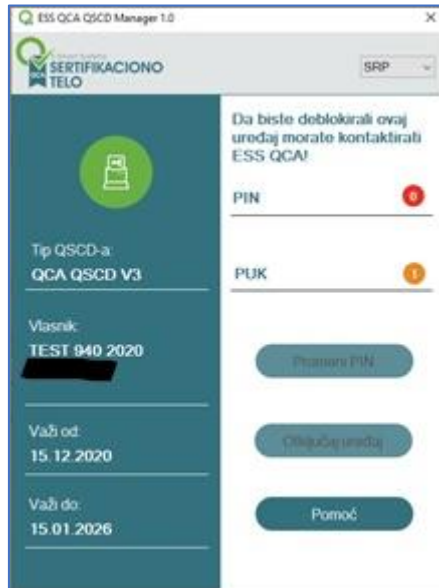 ESS QCA QSCD Manager 1.0
SERTIFIKACIONO
TELO
SRP
Da biste deblokirali ovaj
uređaj morate kontaktirati
ESS QCA!
PIN
0
Tip QSCD-a:
QCA QSCD V3
PUK
1
Vlasnik:
TEST 940 2020
Promeni PIN
Važi od:
15.12.2020
Otključaj uređaj
Važi do:
15.01.2026
Pomoć